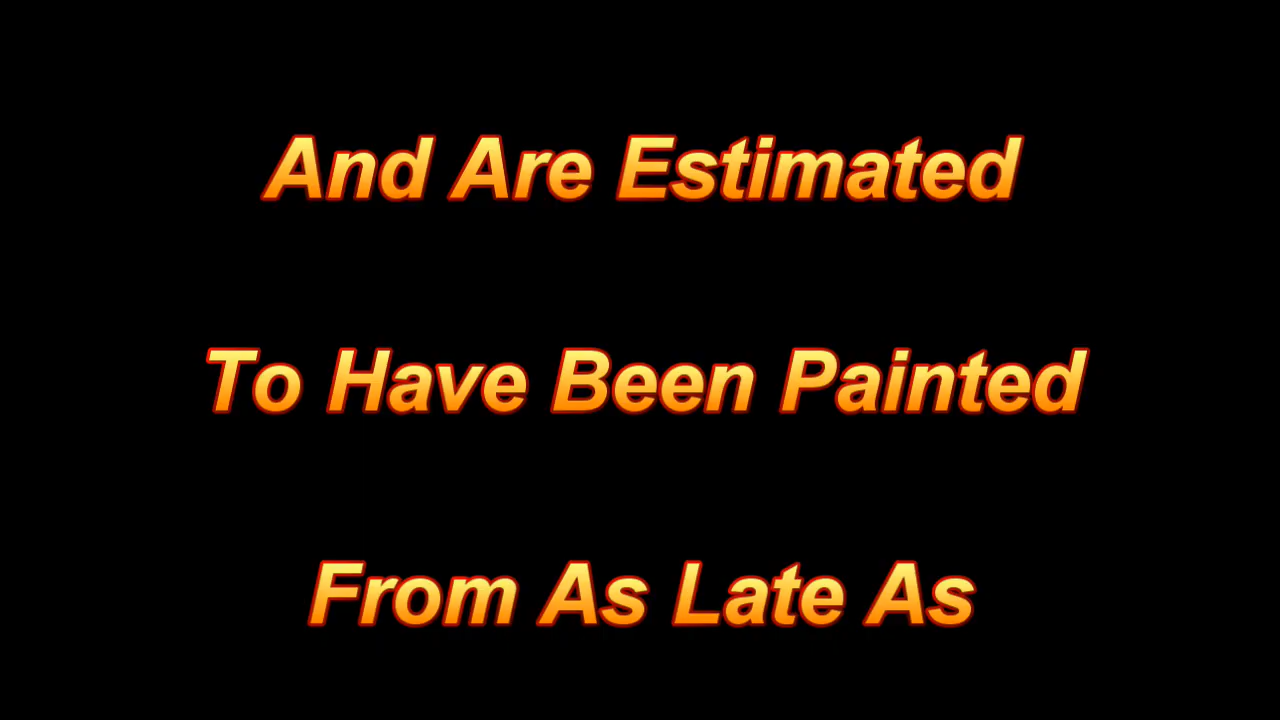 And Are Estimated
To Have Been Painted
From As Late As